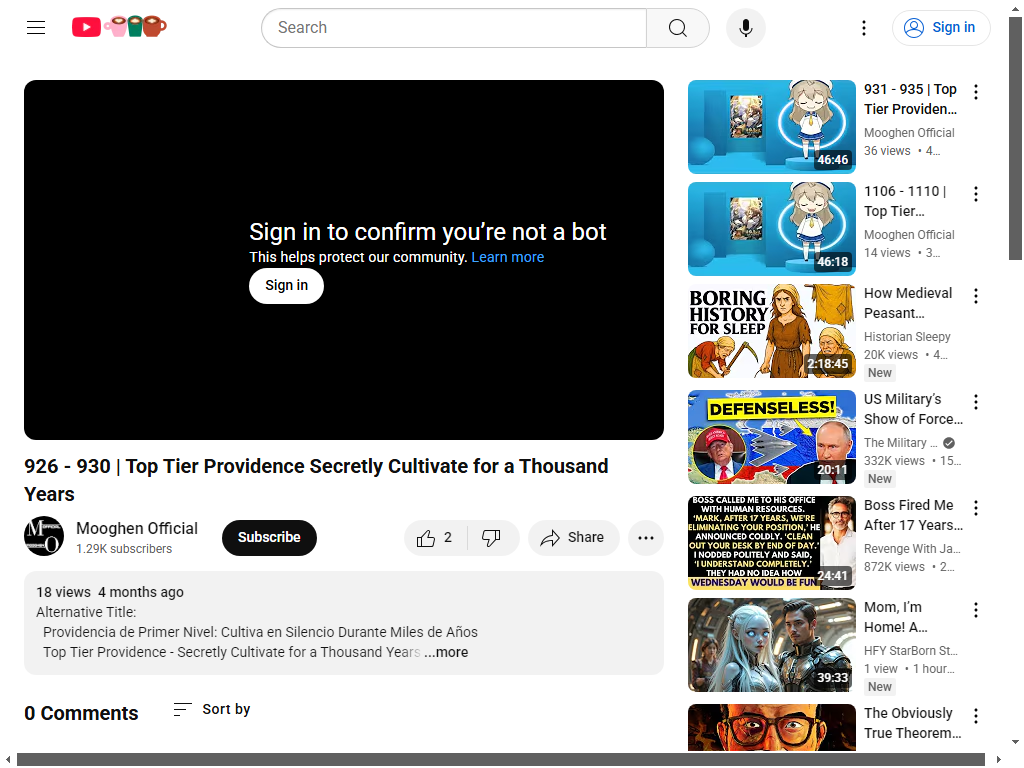 Search
Sign in
Sign in to confirm you're not a bot
This helps protect our community. Learn more
Sign in
926 - 930 | Top Tier Providence Secretly Cultivate for a Thousand
Years
Mooghen Official
1.29K subscribers
Subscribe
2
Share
18 views 4 months ago
Alternative Title:
Providencia de Primer Nivel: Cultiva en Silencio Durante Miles de Años
Top Tier Providence - Secretly Cultivate for a Thousand Years ...more
0 Comments
Sort by
46:46
931 - 935 | Top
Tier Providen...
Mooghen Official
36 views • 4...
46:18
1106 - 1110 |
Top Tier...
Mooghen Official
14 views • 3...
BORING
HISTORY
FOR SLEEP
2:18:45
How Medieval
Peasant...
Historian Sleepy
20K views • 4...
New
DEFENSELESS!
20:11
US Military's
Show of Force...
The Military ...
332K views • 15...
New
BOSS CALLED ME TO HIS OFFICE
WITH HUMAN RESOURCES.
'MARK, AFTER 17 YEARS, WE'RE
ELIMINATING YOUR POSITION,' HE
ANNOUNCED COLDLY. 'CLEAN
OUT YOUR DESK BY END OF DAY.'
I NODDED POLITELY AND SAID,
'I UNDERSTAND COMPLETELY.'
THEY HAD NO IDEA HOW
WEDNESDAY WOULD BE FUN
24:41
Boss Fired Me
After 17 Years...
Revenge With Ja...
872K views • 2...
39:33
Mom, I'm
Home! A...
HFY StarBorn St...
1 view • 1 hour...
New
The Obviously
True Theorem...